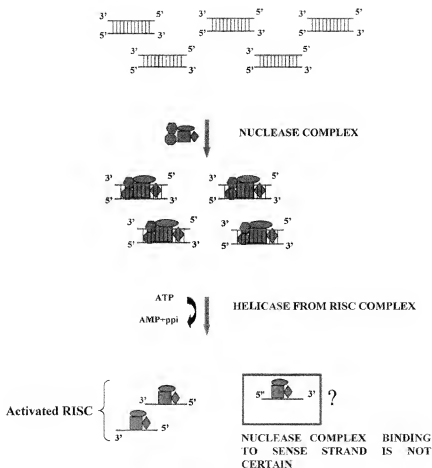 3' 5' 3' 5' 3' 5'
5' 3' 5' 3' 5' 3'
3' 5' 3' 5'
5' 3' 5' 3'
NUCLEASE COMPLEX
3' 5' 3' 5'
5' 3' 5' 3'
3' 5' 3' 5'
5' 3' 5' 3'
ATP
HELICASE FROM RISC COMPLEX
AMP+ppi
Activated RISC
3' 5'
3' 5'
5" 3'
?
NUCLEASE COMPLEX BINDING
TO SENSE STRAND IS NOT
CERTAIN